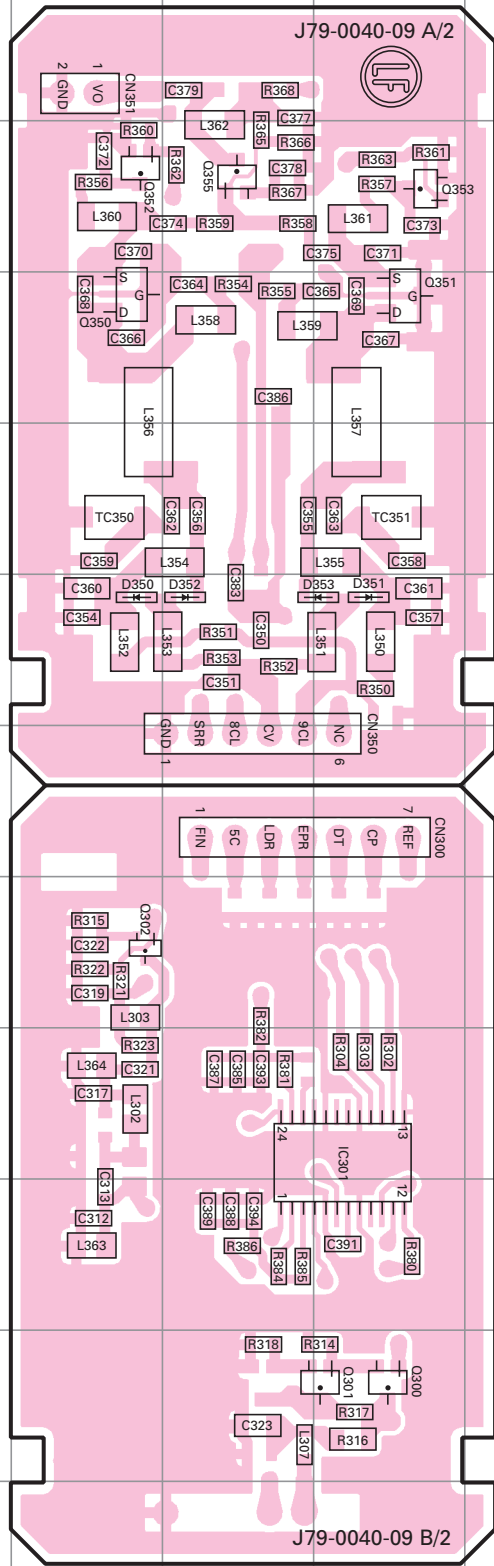 J79-0040-09 A/2
LF
CN351
1 VO
2 GND
C379
R368
C377
L362
R365
R366
R360
C372
R362
Q355
C378
R363
R361
R356
Q352
R367
R357
Q353
L360
C374
R359
R358
L361
C373
C370
C375
C371
C368
S
G
D
C364
R354
R355
C365
C369
S
G
D
Q351
Q350
L358
L359
C366
C367
C386
L356
L357
TC350
C362
C356
C355
C363
TC351
C359
L354
L355
C358
C360
D350
D352
C383
D353
D351
C361
C354
L352
L353
R351
C350
L351
L350
C357
R353
R352
C351
R350
GND
SRR
8CL
CV
9CL
NC
CN350
1
6
1
7
FIN
5C
LDR
EPR
DT
CP
REF
CN300
R315
Q302
C322
R322
R321
C319
L303
R382
R323
L364
C321
C387
C385
C393
R381
R304
R303
R302
C317
L302
24
13
IC301
1
12
C313
C389
C388
C394
C312
L363
R386
C391
R380
R384
R385
R318
R314
Q301
Q300
R317
C323
L307
R316
J79-0040-09 B/2